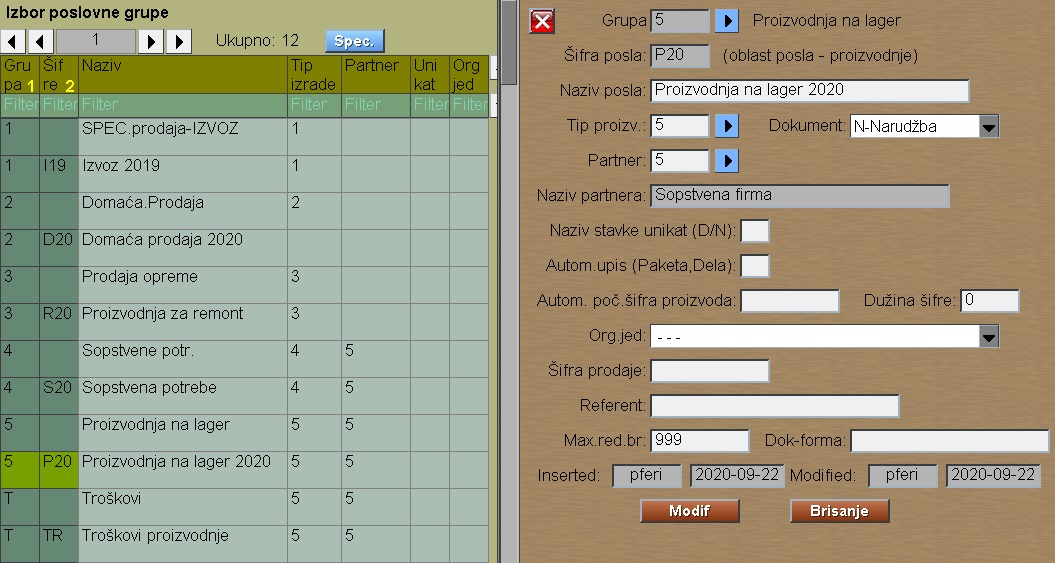 Izbor poslovne grupe
1 Ukupno: 12 Spec.
Gru pa 1 Šif re 2 Naziv Tip izrade Partner Uni kat Org jed
Filter Filter Filter Filter Filter Filter Filter
1 SPEC.prodaja-IZVOZ 1
1 I19 Izvoz 2019 1
2 Domaća.Prodaja 2
2 D20 Domaća prodaja 2020
3 Prodaja opreme 3
3 R20 Proizvodnja za remont 3
4 Sopstvene potr. 4 5
4 S20 Sopstvena potrebe 4 5
5 Proizvodnja na lager 5 5
5 P20 Proizvodnja na lager 2020 5 5
T Troškovi 5 5
T TR Troškovi proizvodnje 5 5
Grupa 5 Proizvodnja na lager
Šifra posla: P20 (oblast posla - proizvodnje)
Naziv posla: Proizvodnja na lager 2020
Tip proizv.: 5 Dokument: N-Narudžba
Partner: 5
Naziv partnera: Sopstvena firma
Naziv stavke unikat (D/N):
Autom.upis (Paketa,Dela):
Autom. poč.šifra proizvoda: Dužina šifre: 0
Org.jed: ---
Šifra prodaje:
Referent:
Max.red.br: 999 Dok-forma:
Inserted: pferi 2020-09-22 Modified: pferi 2020-09-22
Modif Brisanje